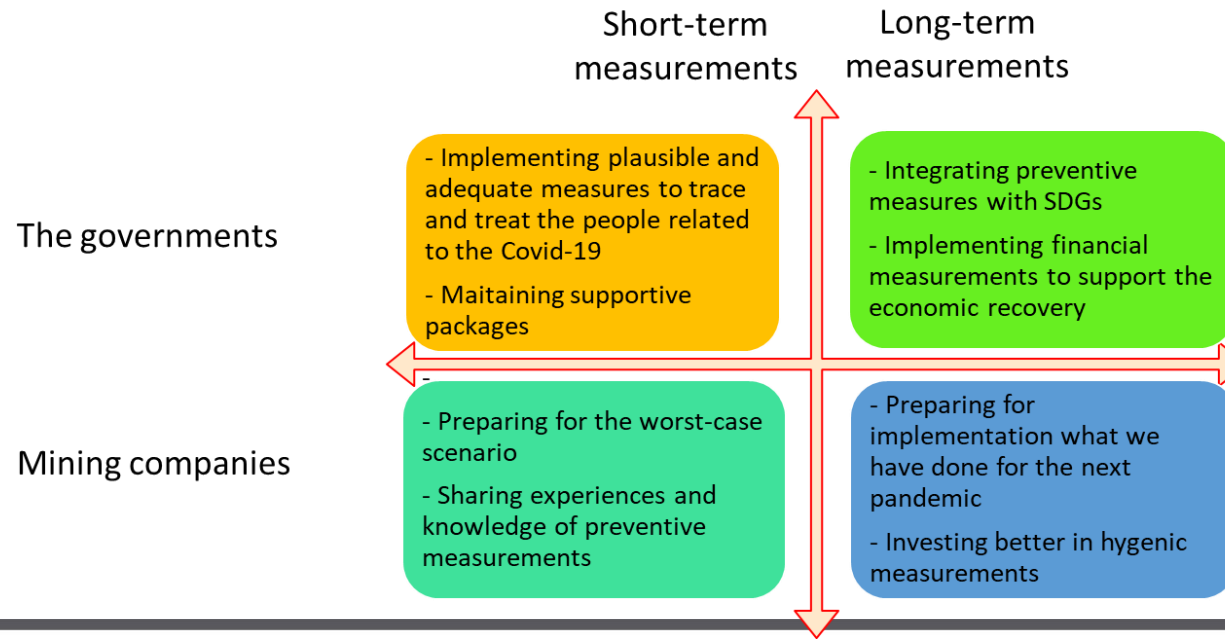 Short-term
measurements
Long-term
measurements
The governments
- Implementing plausible and
adequate measures to trace
and treat the people related
to the Covid-19
- Maitaining supportive
packages
- Integrating preventive
measures with SDGs
- Implementing financial
measurements to support the
economic recovery
Mining companies
-
- Preparing for the worst-case
scenario
- Sharing experiences and
knowledge of preventive
measurements
- Preparing for
implementation what we
have done for the next
pandemic
- Investing better in hygenic
measurements